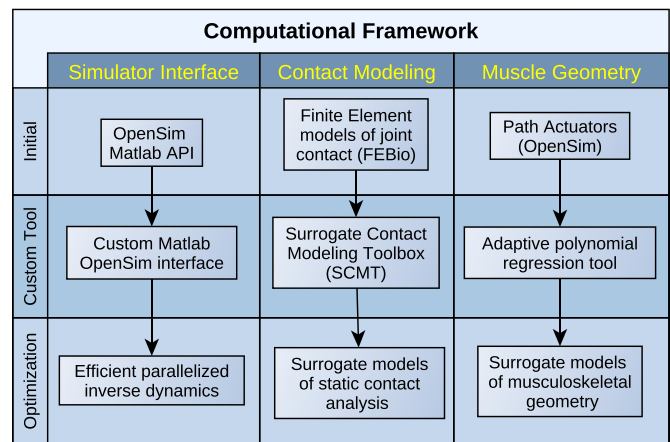 Computational Framework
Simulator Interface
Contact Modeling
Muscle Geometry
Initial
OpenSim
Matlab API
Finite Element
models of joint
contact (FEBio)
Path Actuators
(OpenSim)
Custom Tool
Custom Matlab
OpenSim interface
Surrogate Contact
Modeling Toolbox
(SCMT)
Adaptive polynomial
regression tool
Optimization
Efficient parallelized
inverse dynamics
Surrogate models
of static contact
analysis
Surrogate models
of musculoskeletal
geometry